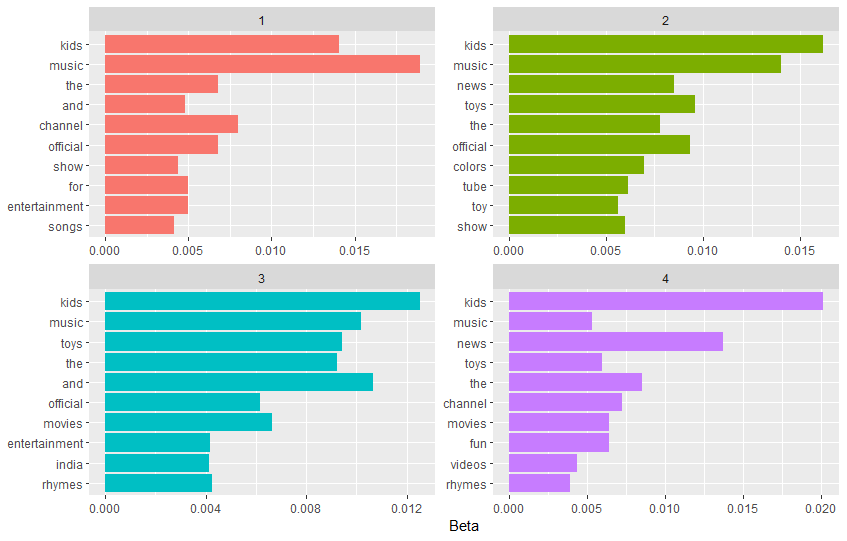 1
kids
music
the
and
channel
official
show
for
entertainment
songs
0.000 0.005 0.010 0.015
2
kids
music
news
toys
the
official
colors
tube
toy
show
0.000 0.005 0.010 0.015
3
kids
music
toys
the
and
official
movies
entertainment
india
rhymes
0.000 0.004 0.008 0.012
4
kids
music
news
toys
the
channel
movies
fun
videos
rhymes
0.000 0.005 0.010 0.015 0.020
Beta